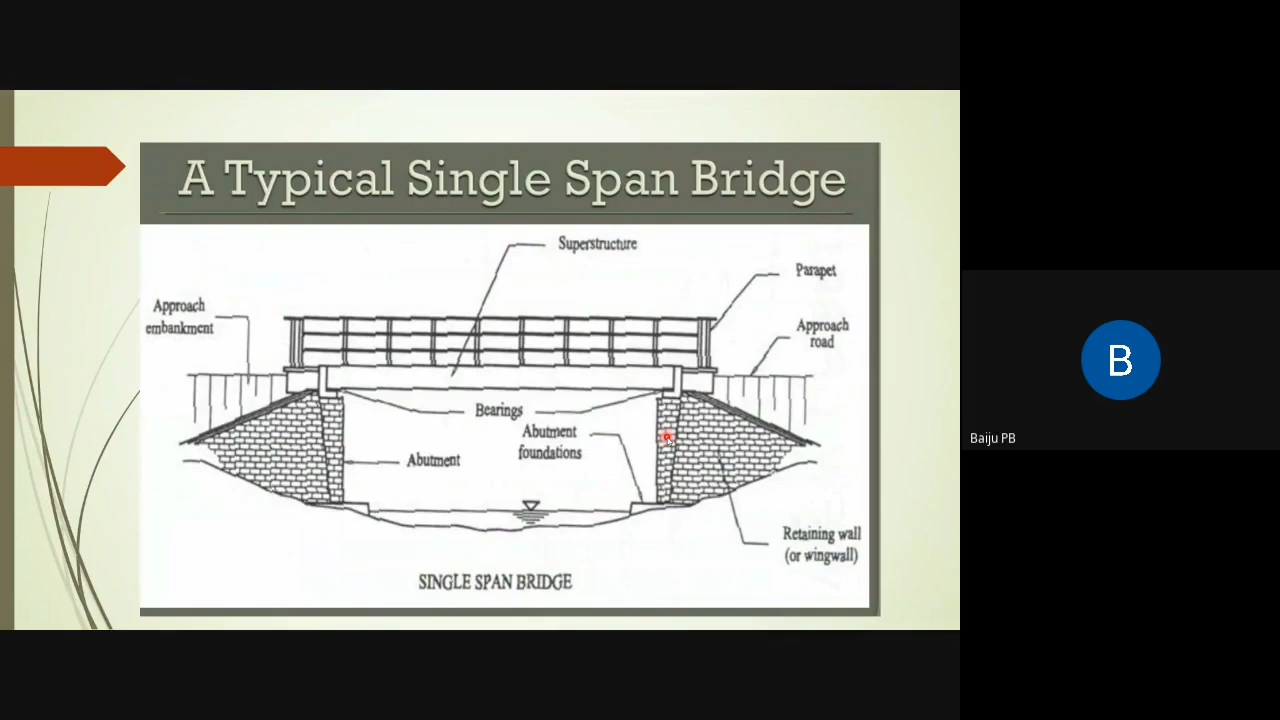 A Typical Single Span Bridge
Superstructure
Parapet
Approach
embankment
Approach
road
Bearings
Abutment
foundations
Abutment
Retaining wall
(or wingwall)
SINGLE SPAN BRIDGE
B
Baiju PB